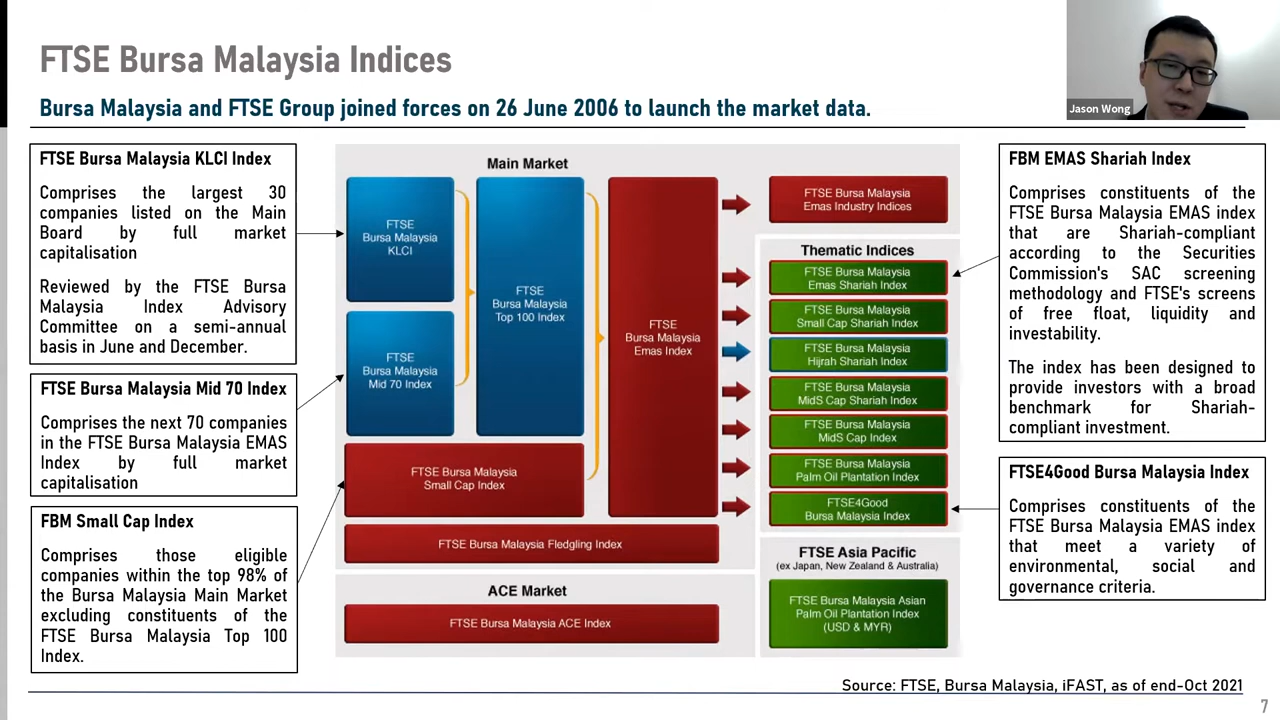 FTSE Bursa Malaysia Indices
Bursa Malaysia and FTSE Group joined forces on 26 June 2006 to launch the market data.
Jason Wong
FTSE Bursa Malaysia KLCI Index
Comprises the largest 30
companies listed on the Main
Board by full market
capitalisation
Reviewed by the FTSE Bursa
Malaysia Index Advisory
Committee on a semi-annual
basis in June and December.
FTSE Bursa Malaysia Mid 70 Index
Comprises the next 70 companies
in the FTSE Bursa Malaysia EMAS
Index by full market
capitalisation
FBM Small Cap Index
Comprises those eligible
companies within the top 98% of
the Bursa Malaysia Main Market
excluding constituents of the
FTSE Bursa Malaysia Top 100
Index.
Main Market
FTSE
Bursa Malaysia
KLCI
FTSE
Bursa Malaysia
Mid 70 Index
FTSE
Bursa Malaysia
Top 100 Index
FTSE Bursa Malaysia
Small Cap Index
FTSE
Bursa Malaysia
Emas Index
FTSE Bursa Malaysia Fledgling Index
ACE Market
FTSE Bursa Malaysia ACE Index
FTSE Bursa Malaysia
Emas Industry Indices
Thematic Indices
FTSE Bursa Malaysia
Emas Shariah Index
FTSE Bursa Malaysia
Small Cap Shariah Index
FTSE Bursa Malaysia
Hijrah Shariah Index
FTSE Bursa Malaysia
MidS Cap Shariah Index
FTSE Bursa Malaysia
MidS Cap Index
FTSE Bursa Malaysia
Palm Oil Plantation Index
FTSE4Good
Bursa Malaysia Index
FTSE Asia Pacific
(ex Japan, New Zealand & Australia)
FTSE Bursa Malaysia Asian
Palm Oil Plantation Index
(USD & MYR)
FBM EMAS Shariah Index
Comprises constituents of the
FTSE Bursa Malaysia EMAS index
that are Shariah-compliant
according to the Securities
Commission's SAC screening
methodology and FTSE's screens
of free float, liquidity and
investability.
The index has been designed to
provide investors with a broad
benchmark for Shariah-
compliant investment.
FTSE4Good Bursa Malaysia Index
Comprises constituents of the
FTSE Bursa Malaysia EMAS index
that meet a variety of
environmental, social and
governance criteria.
Source: FTSE, Bursa Malaysia, iFAST, as of end-Oct 2021
7